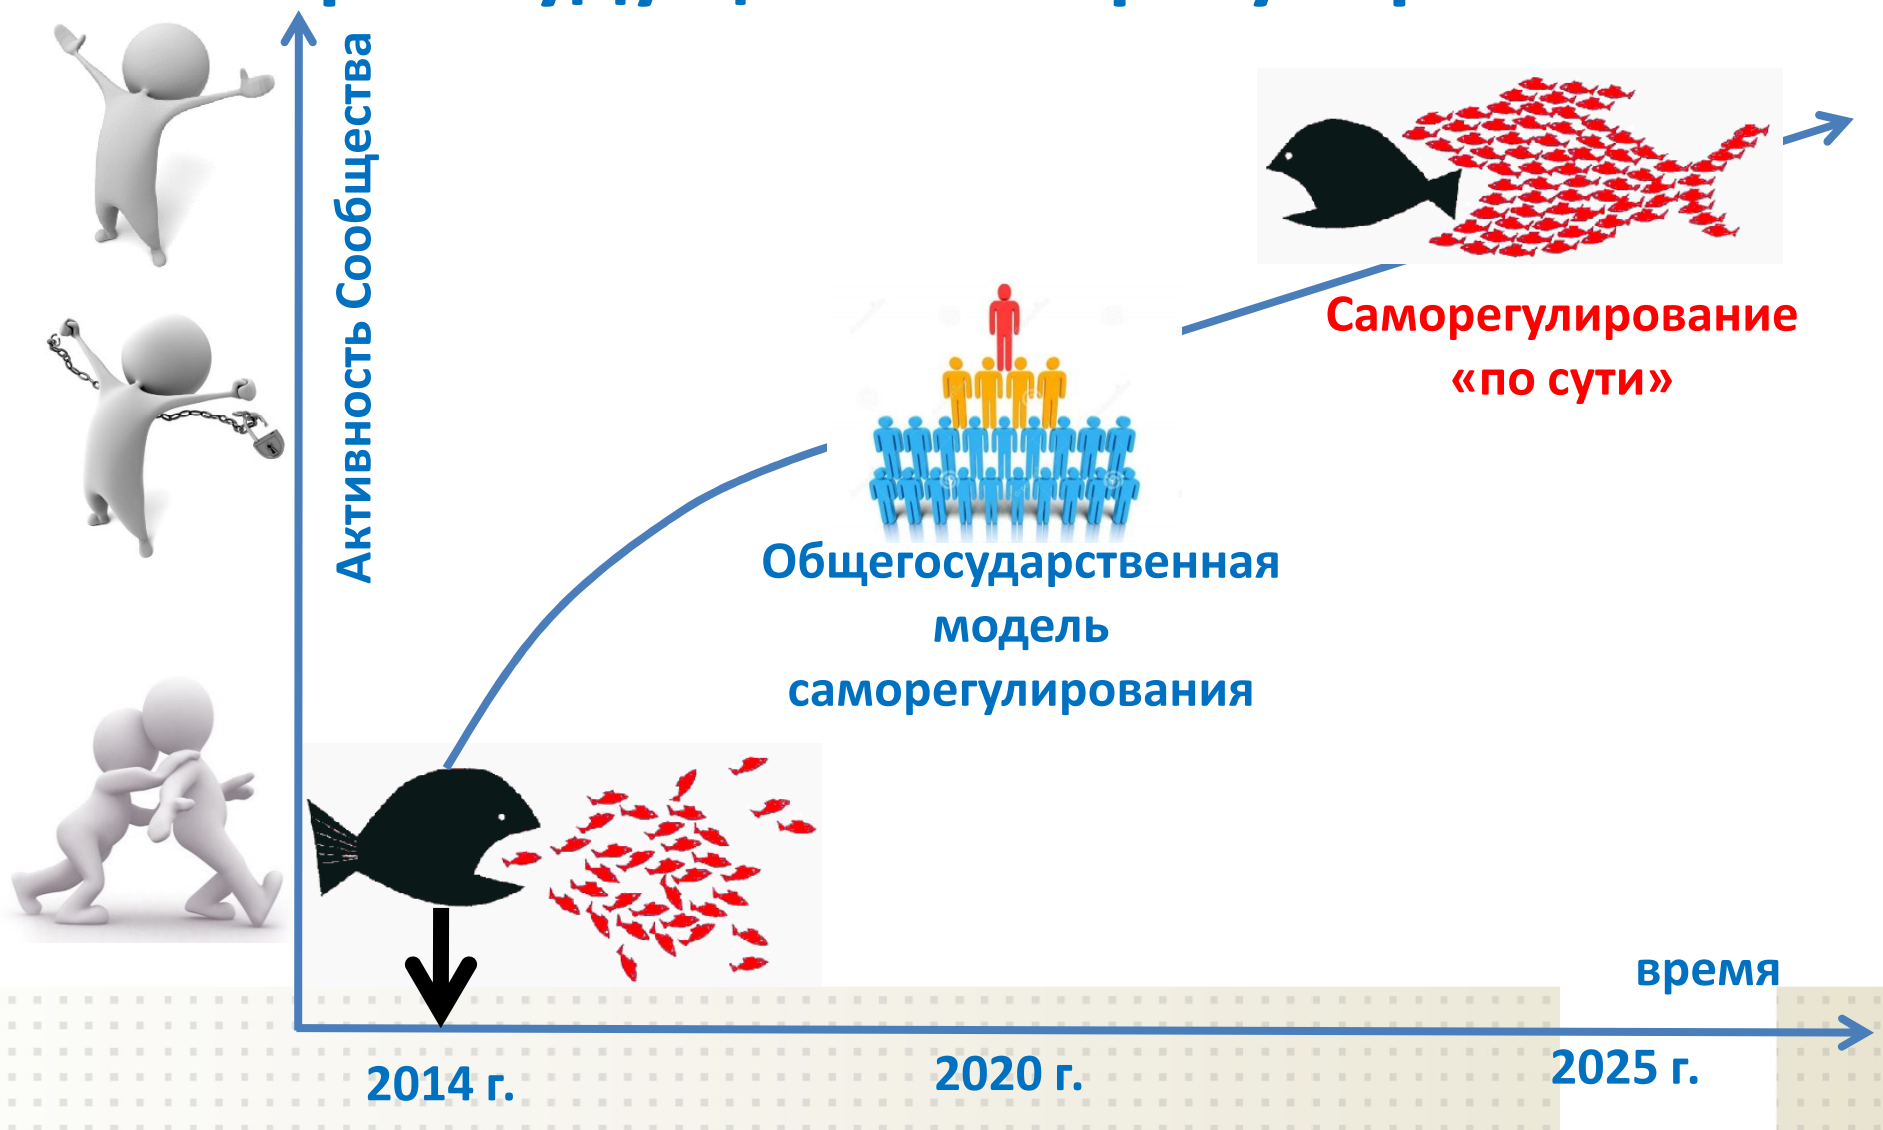 Активность Сообщества
Саморегулирование
«по сути»
Общегосударственная
модель
саморегулирования
время
2014 г.
2020 г.
2025 г.